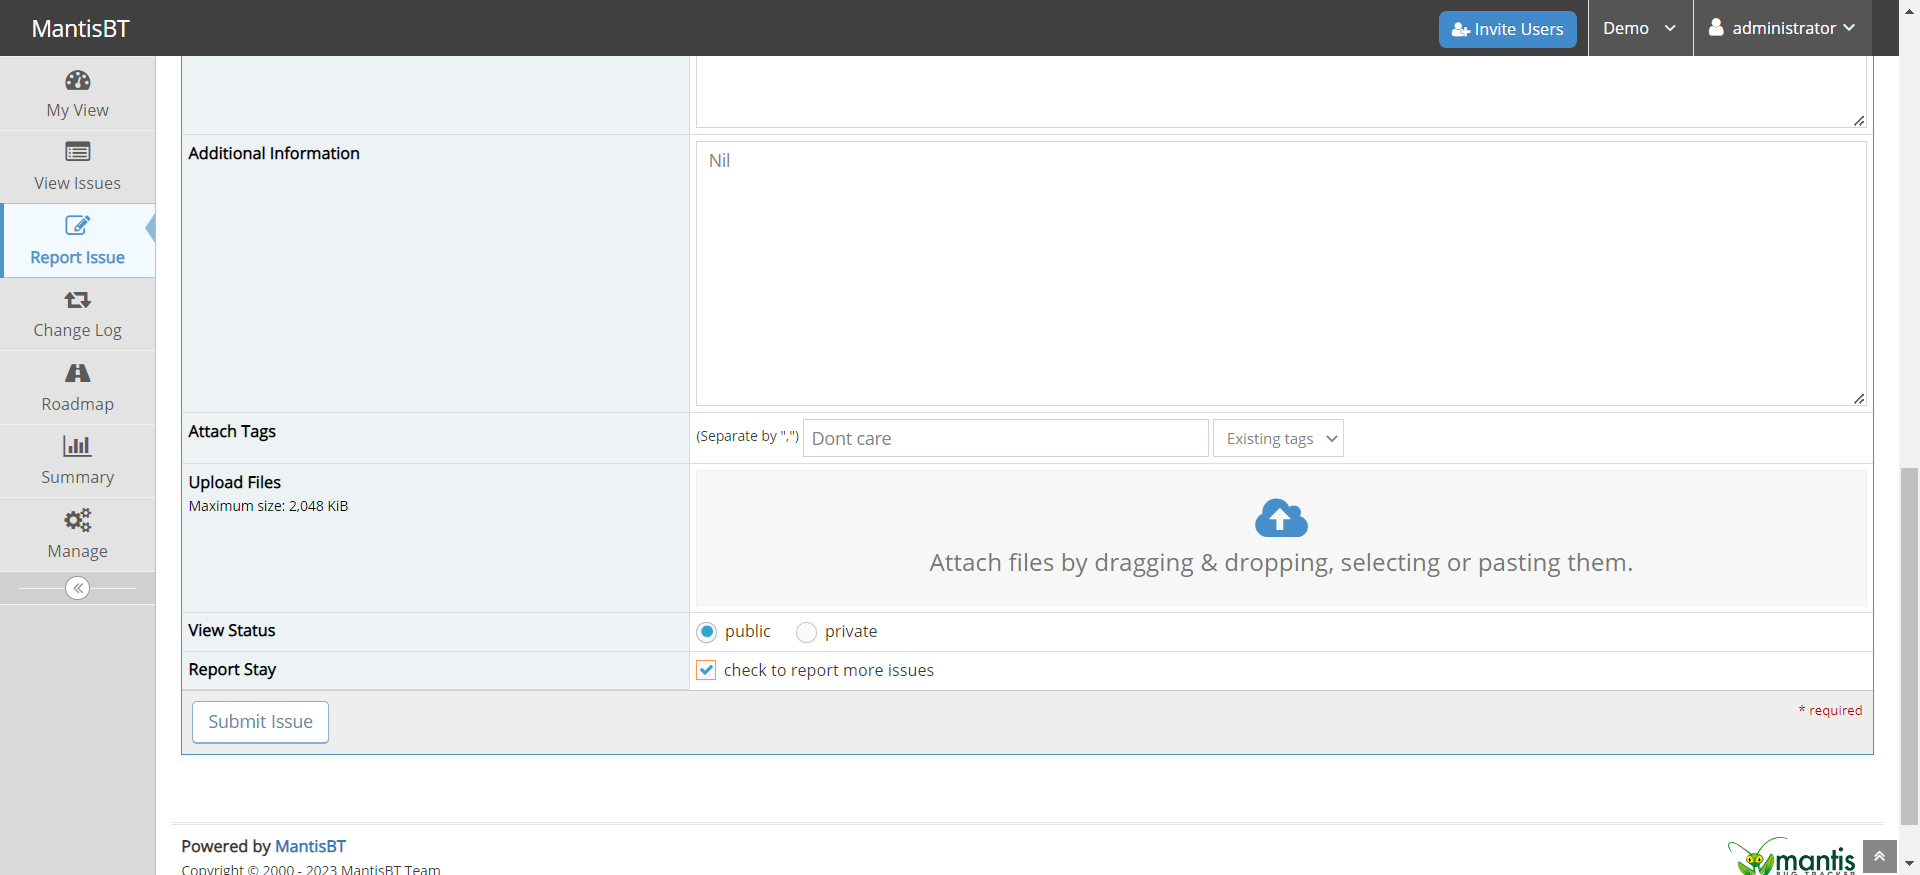 MantisBT
Invite Users
Demo
administrator
My View
View Issues
Report Issue
Change Log
Roadmap
Summary
Manage
Additional Information
Nil
Attach Tags
(Separate by ",")
Dont care
Existing tags
Upload Files
Maximum size: 2,048 KiB
Attach files by dragging & dropping, selecting or pasting them.
View Status
public
private
Report Stay
check to report more issues
Submit Issue
* required
Powered by MantisBT
Copyright © 2000 - 2023 MantisBT Team
mantis
BUG TRACKER